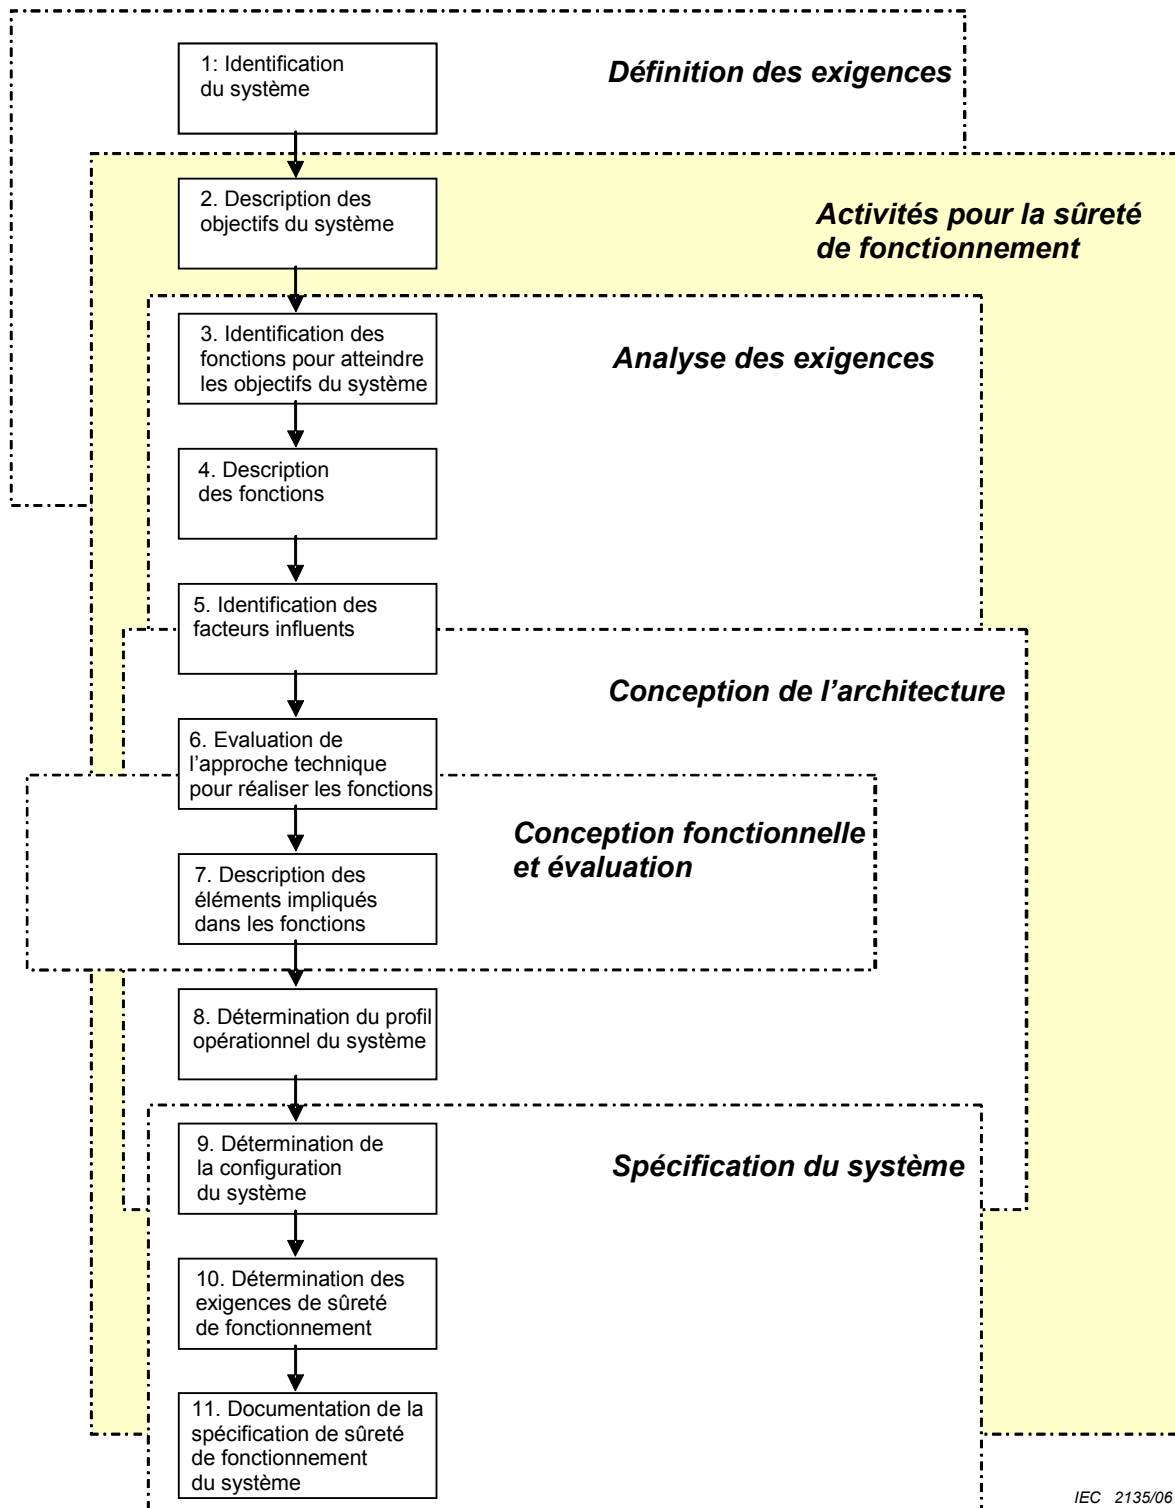 1: Identification
du système
Définition des exigences
2. Description des
objectifs du système
Activités pour la sûreté
de fonctionnement
3. Identification des
fonctions pour atteindre
les objectifs du système
Analyse des exigences
4. Description
des fonctions
5. Identification des
facteurs influents
Conception de l’architecture
6. Evaluation de
l’approche technique
pour réaliser les fonctions
Conception fonctionnelle
et évaluation
7. Description des
éléments impliqués
dans les fonctions
8. Détermination du profil
opérationnel du système
9. Détermination de
la configuration
du système
Spécification du système
10. Détermination des
exigences de sûreté
de fonctionnement
11. Documentation de la
spécification de sûreté
de fonctionnement
du système
IEC 2135/06